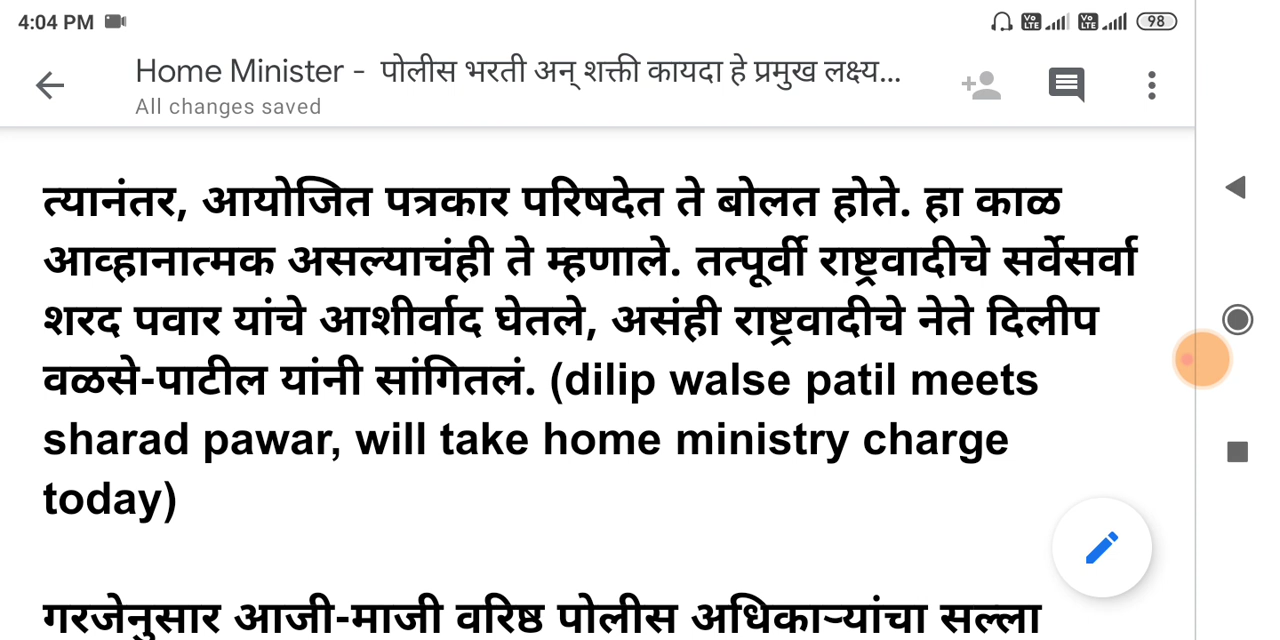 4:04 PM
98
Home Minister - पोलीस भरती अन् शक्ती कायदा हे प्रमुख लक्ष्य...
All changes saved
त्यानंतर, आयोजित पत्रकार परिषदेत ते बोलत होते. हा काळ
आव्हानात्मक असल्याचंही ते म्हणाले. तत्पूर्वी राष्ट्रवादीचे सर्वेसर्वा
शरद पवार यांचे आशीर्वाद घेतले, असंही राष्ट्रवादीचे नेते दिलीप
वळसे-पाटील यांनी सांगितलं. (dilip walse patil meets
sharad pawar, will take home ministry charge
today)
गरजेनुसार आजी-माजी वरिष्ठ पोलीस अधिकाऱ्यांचा सल्ला